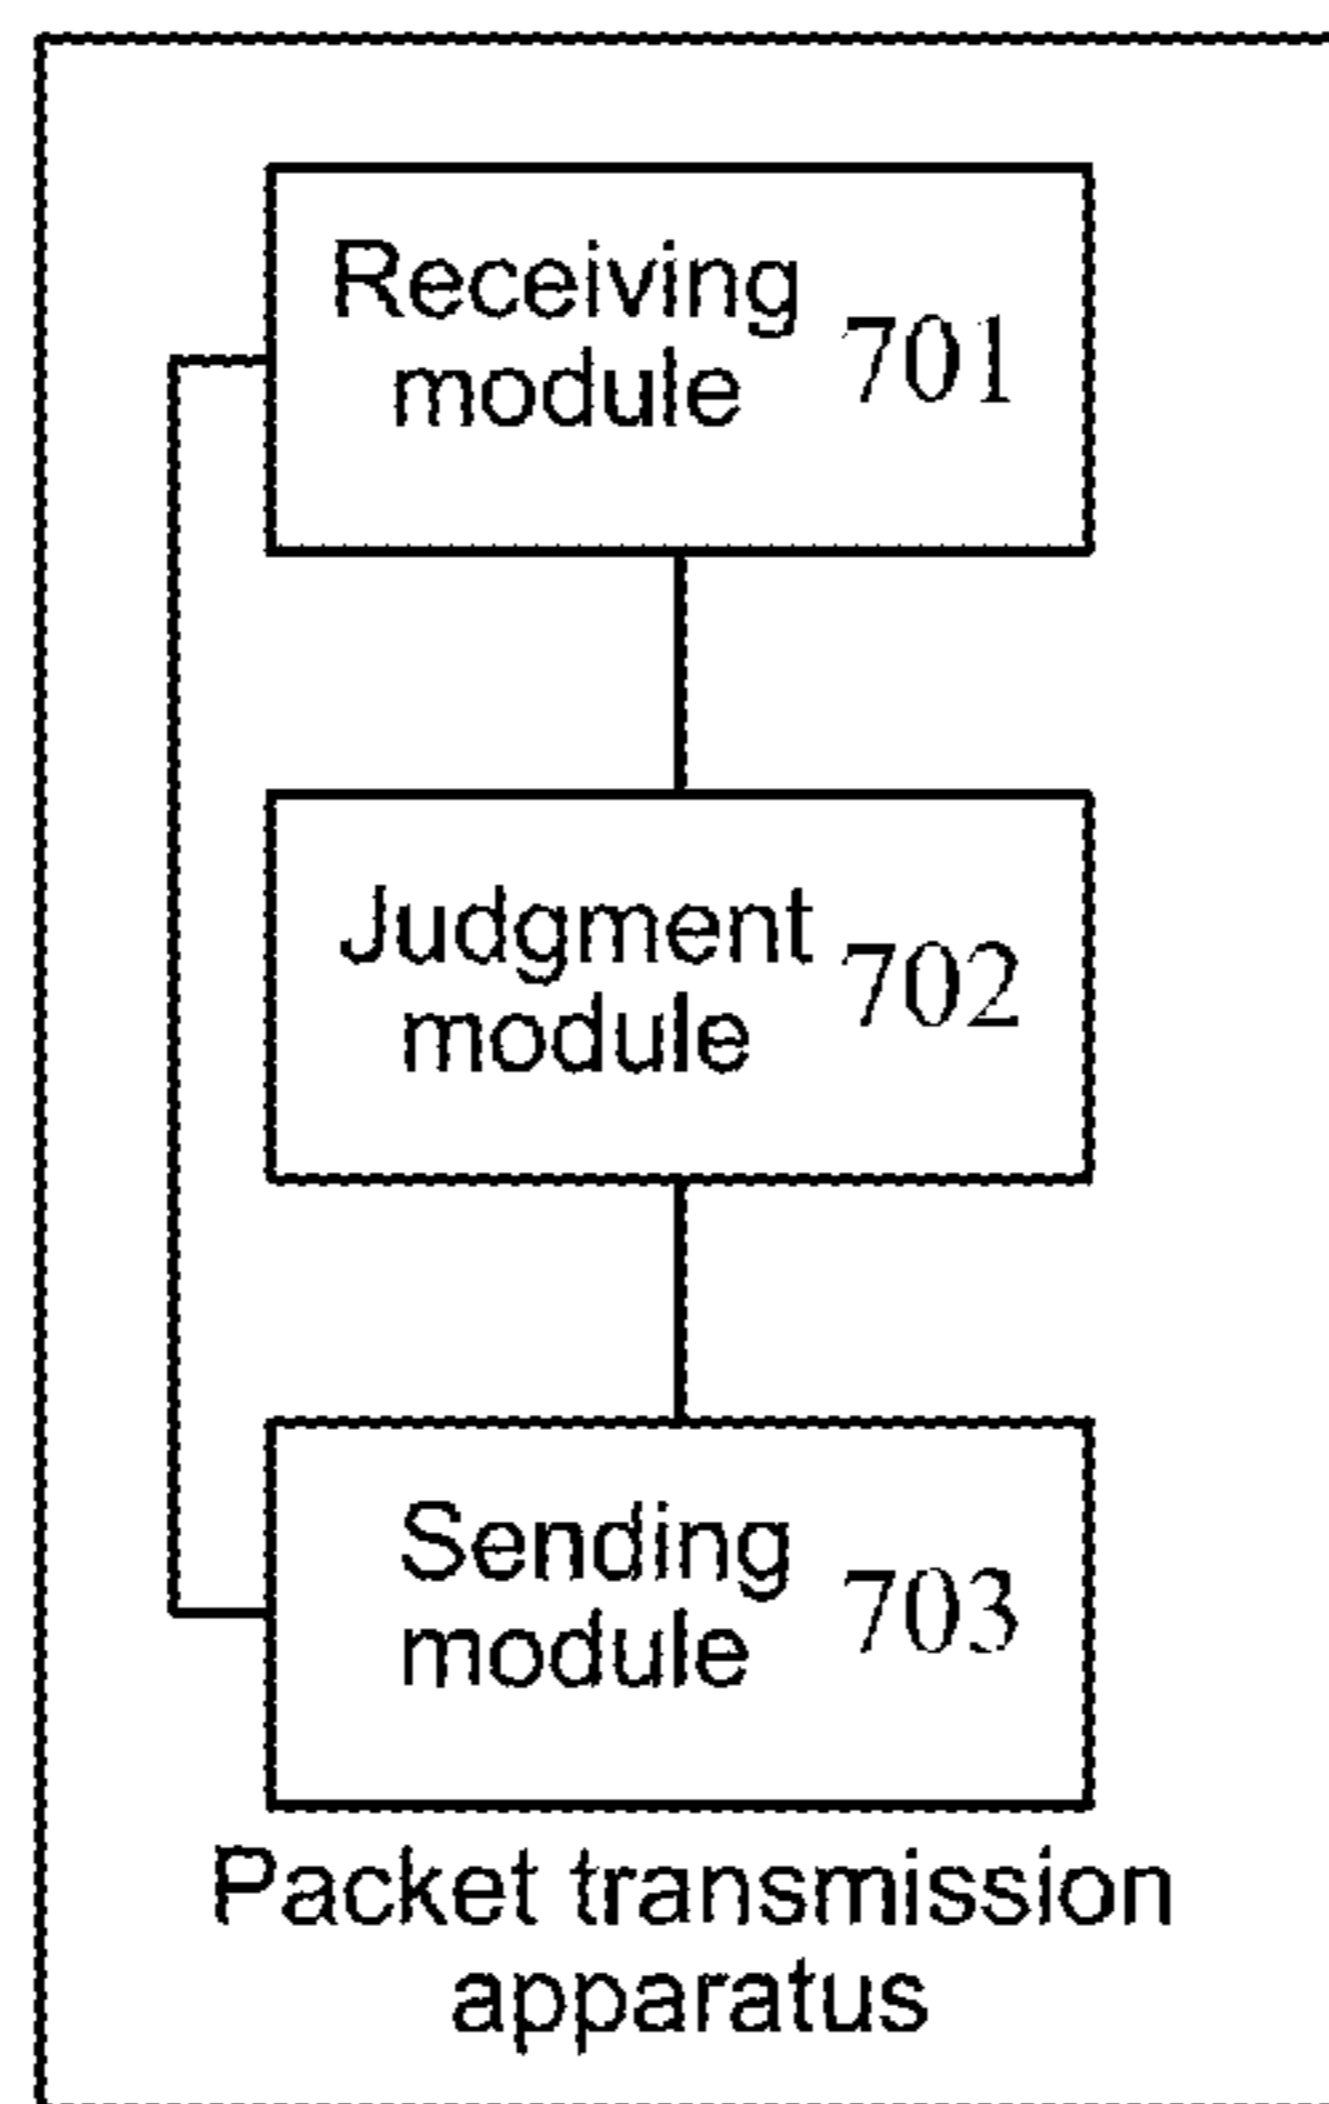 Receiving
module 701
Judgment
module 702
Sending
module 703
Packet transmission
apparatus